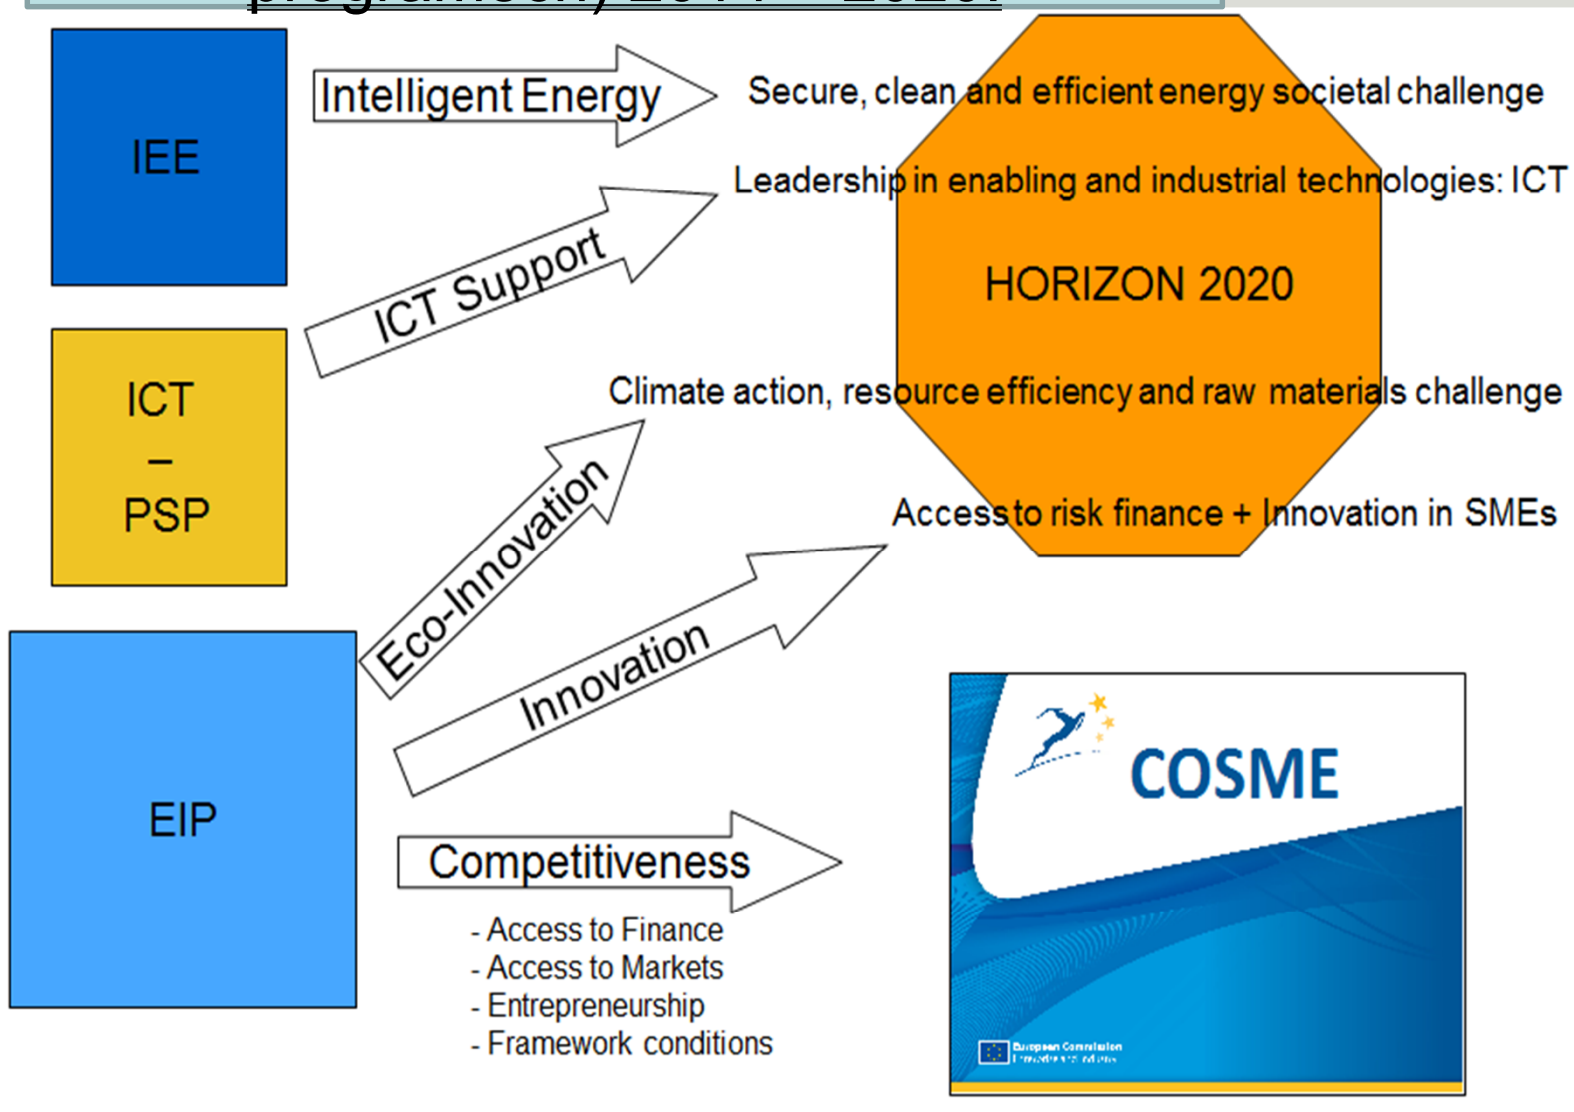 IEE
Intelligent Energy
Secure, clean and efficient energy societal challenge
Leadership in enabling and industrial technologies: ICT
ICT Support
HORIZON 2020
ICT
–
PSP
Climate action, resource efficiency and raw materials challenge
Eco-Innovation
Access to risk finance + Innovation in SMEs
Innovation
EIP
Competitiveness
- Access to Finance
- Access to Markets
- Entrepreneurship
- Framework conditions
COSME
European Commission